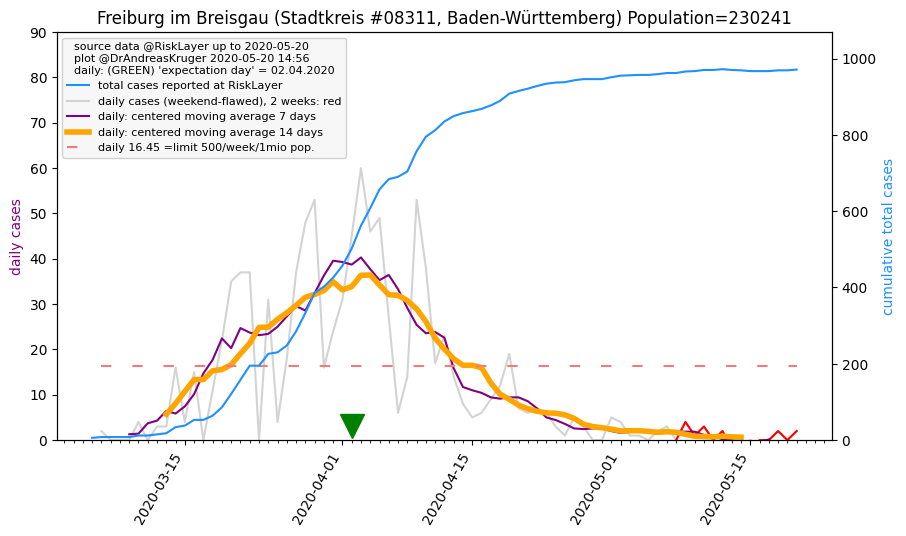 Freiburg im Breisgau (Stadtkreis #08311, Baden-Württemberg) Population=230241
source data @RiskLayer up to 2020-05-20
plot @DrAndreasKruger 2020-05-20 14:56
daily: (GREEN) 'expectation day' = 02.04.2020
total cases reported at RiskLayer
daily cases (weekend-flawed), 2 weeks: red
daily: centered moving average 7 days
daily: centered moving average 14 days
daily 16.45 =limit 500/week/1mio pop.
daily cases
90
80
70
60
50
40
30
20
10
0
cumulative total cases
1000
800
600
400
200
0
2020-03-15
2020-04-01
2020-04-15
2020-05-01
2020-05-15